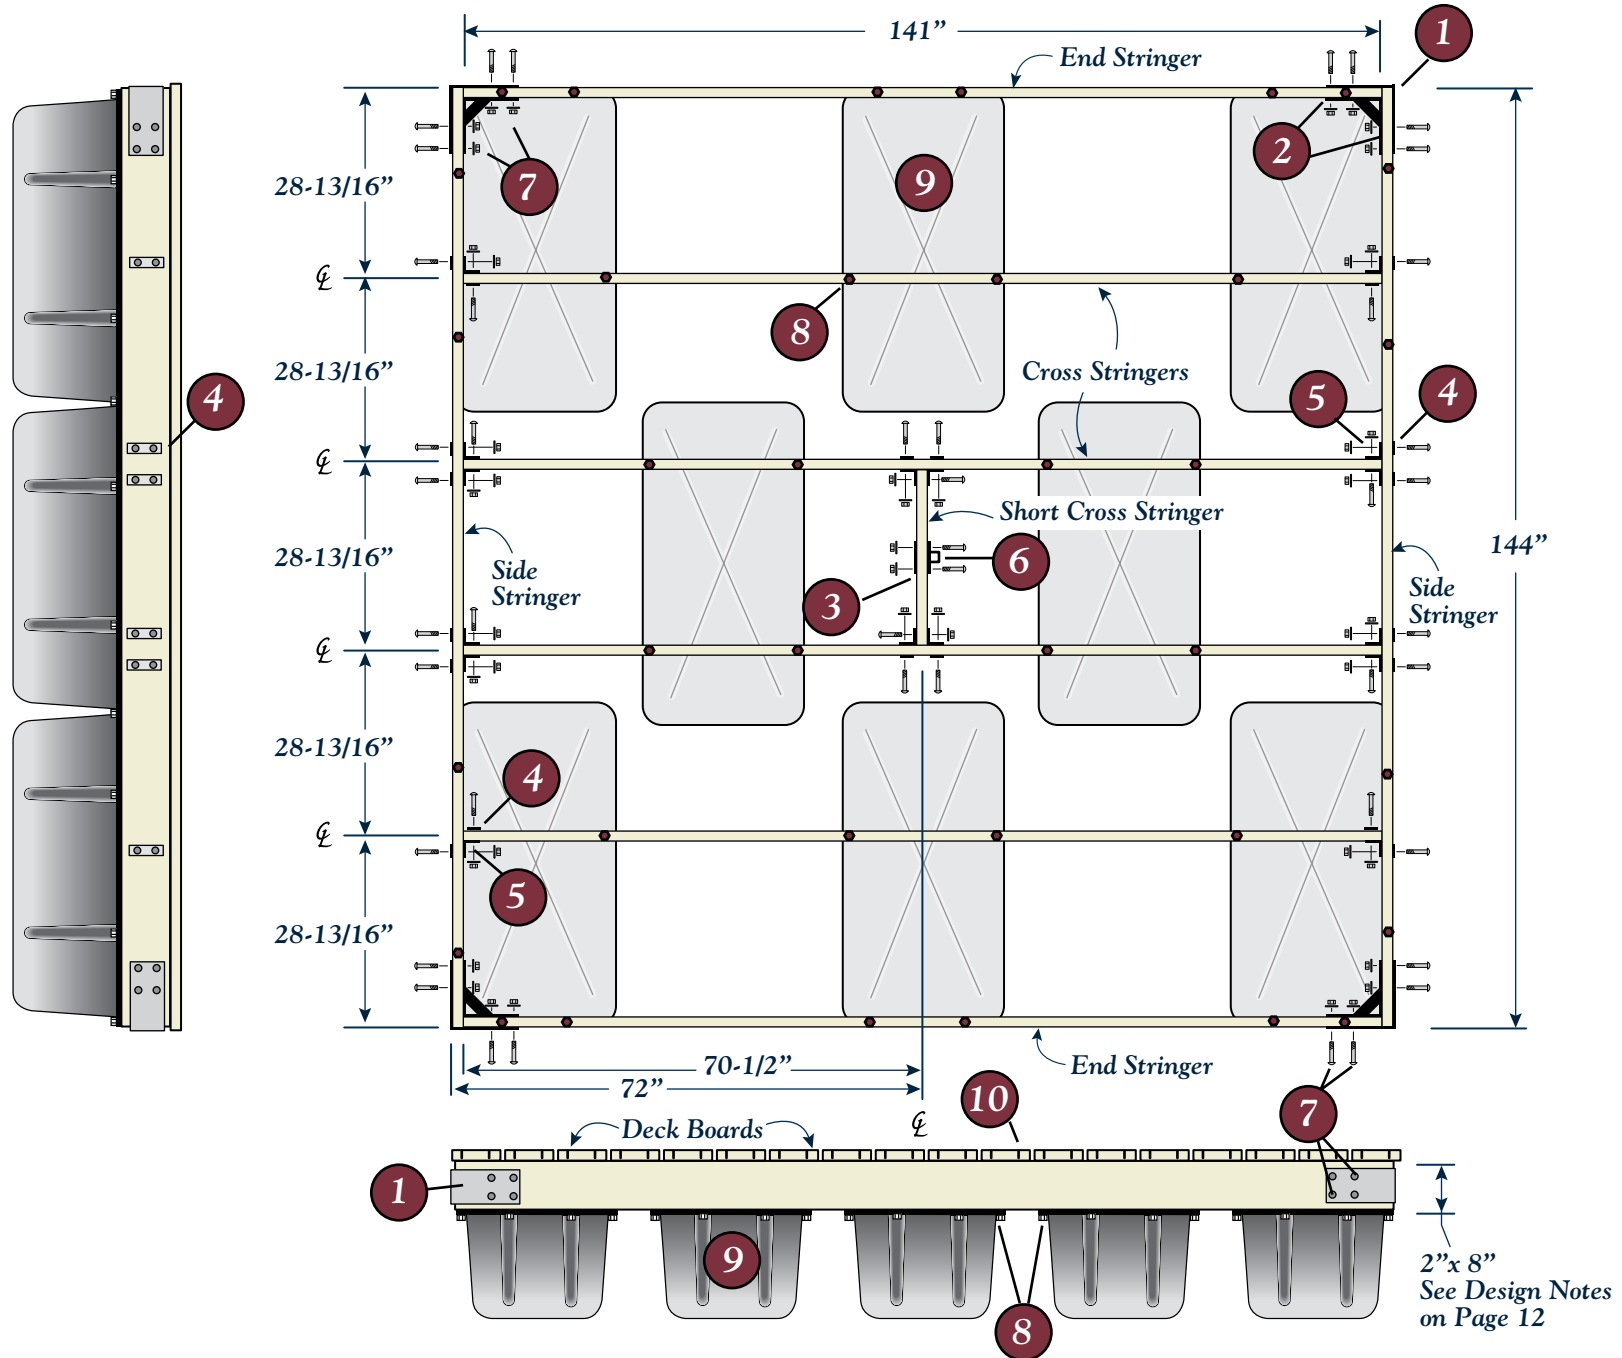 141”
1
End Stringer
2
28-13/16”
7
9
8
28-13/16”
Cross Stringers
4
5
4
Short Cross Stringer
28-13/16”
Side
Stringer
6
144”
3
Side
Stringer
28-13/16”
4
5
28-13/16”
70-1/2”
End Stringer
72”
10
7
Deck Boards
1
9
2”x 8”
See Design Notes
on Page 12
8